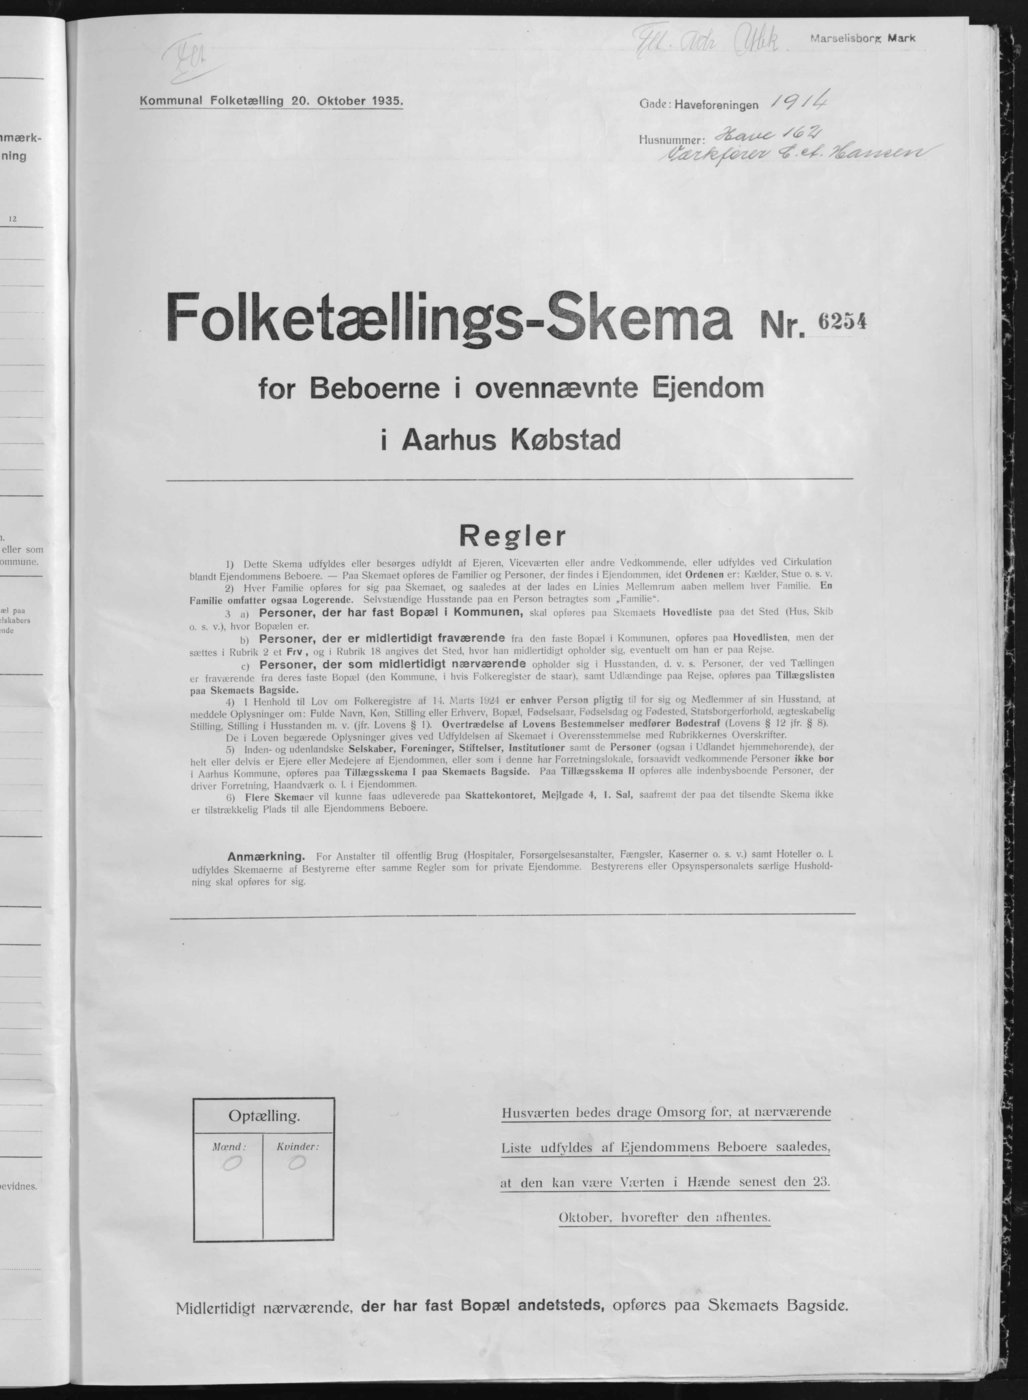 Marselisborg Mark
Kommunal Folketælling 20. Oktober 1935.
Gade: Haveforeningen 1914
Husnummer: Have 162
Værkfører C. A. Hansen
Folketællings-Skema Nr. 6254
for Beboerne i ovennævnte Ejendom
i Aarhus Købstad
Regler
1) Dette Skema udfyldes eller besørges udfyldt af Ejeren, Viceværten eller andre Vedkommende, eller udfyldes ved Cirkulation
blandt Ejendommens Beboere. — Paa Skemaet opføres de Familier og Personer, der findes i Ejendommen, idet Ordenen er: Kælder, Stue o. s. v.
2) Hver Familie opføres for sig paa Skemaet, og saaledes at der lades en Linies Mellemrum aaben mellem hver Familie. En
Familie omfatter ogsaa Logerende. Selvstændige Husstande paa en Person betragtes som „Familie“.
3 a) Personer, der har fast Bopæl i Kommunen, skal opføres paa Skemaets Hovedliste paa det Sted (Hus, Skib
o. s. v.), hvor Bopælen er.
b) Personer, der er midlertidigt fraværende fra den faste Bopæl i Kommunen, opføres paa Hovedlisten, men der
sættes i Rubrik 2 et Frv , og i Rubrik 18 angives det Sted, hvor han midlertidigt opholder sig, eventuelt om han er paa Rejse.
c) Personer, der som midlertidigt nærværende opholder sig i Husstanden, d. v. s. Personer, der ved Tællingen
er fraværende fra deres faste Bopæl (den Kommune, i hvis Folkeregister de staar), samt Udlændinge paa Rejse, opføres paa Tillægslisten
paa Skemaets Bagside.
4) I Henhold til Lov om Folkeregistre af 14. Marts 1924 er enhver Person pligtig til for sig og Medlemmer af sin Husstand, at
meddele Oplysninger om: Fulde Navn, Køn, Stilling eller Erhverv, Bopæl, Fødselsaar, Fødselsdag og Fødested, Statsborgerforhold, ægteskabelig
Stilling, Stilling i Husstanden m. v. (jfr. Lovens § 1). Overtrædelse af Lovens Bestemmelser medfører Bødestraf (Lovens § 12 jfr. § 8).
De i Loven begærede Oplysninger gives ved Udfyldelsen af Skemaet i Overensstemmelse med Rubrikkernes Overskrifter.
5) Inden- og udenlandske Selskaber, Foreninger, Stiftelser, Institutioner samt de Personer (ogsaa i Udlandet hjemmehørende), der
helt eller delvis er Ejere eller Medejere af Ejendommen, eller som i denne har Forretningslokale, forsaavidt vedkommende Personer ikke bor
i Aarhus Kommune, opføres paa Tillægsskema I paa Skemaets Bagside. Paa Tillægsskema II opføres alle indenbysboende Personer, der
driver Forretning, Haandværk o. l. i Ejendommen.
6) Flere Skemaer vil kunne faas udleverede paa Skattekontoret, Mejlgade 4, 1. Sal, saafremt der paa det tilsendte Skema ikke
er tilstrækkelig Plads til alle Ejendommens Beboere.
Anmærkning. For Anstalter til offentlig Brug (Hospitaler, Forsørgelsesanstalter, Fængsler, Kaserner o. s. v.) samt Hoteller o. l.
udfyldes Skemaerne af Bestyrerne efter samme Regler som for private Ejendomme. Bestyrerens eller Opsynspersonalets særlige Hushold-
ning skal opføres for sig.
Optælling.
Mænd: Kvinder:
0 0
Husværten bedes drage Omsorg for, at nærværende
Liste udfyldes af Ejendommens Beboere saaledes,
at den kan være Værten i Hænde senest den 23.
Oktober, hvorefter den afhentes.
Midlertidigt nærværende, der har fast Bopæl andetsteds, opføres paa Skemaets Bagside.